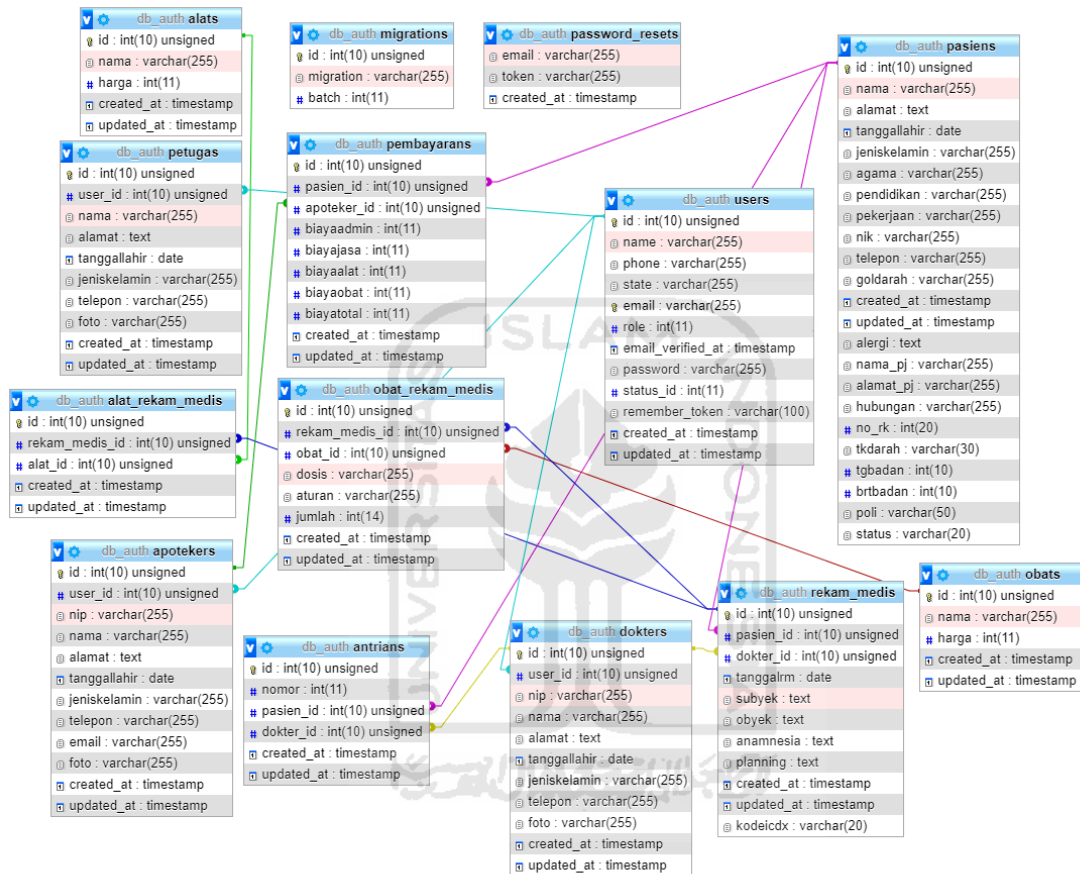 db_auth alats
id : int(10) unsigned
nama : varchar(255)
harga : int(11)
created_at : timestamp
updated_at : timestamp
db_auth migrations
id : int(10) unsigned
migration : varchar(255)
batch : int(11)
db_auth password_resets
email : varchar(255)
token : varchar(255)
created_at : timestamp
db_auth pasiens
id : int(10) unsigned
nama : varchar(255)
alamat : text
tanggallahir : date
jeniskelamin : varchar(255)
agama : varchar(255)
pendidikan : varchar(255)
pekerjaan : varchar(255)
nik : varchar(255)
telepon : varchar(255)
goldarah : varchar(255)
created_at : timestamp
updated_at : timestamp
alergi : text
nama_pj : varchar(255)
alamat_pj : varchar(255)
hubungan : varchar(255)
no_rk : int(20)
tkdarah : varchar(30)
tgbadan : int(10)
brtbadan : int(10)
poli : varchar(50)
status : varchar(20)
db_auth petugas
id : int(10) unsigned
user_id : int(10) unsigned
nama : varchar(255)
alamat : text
tanggallahir : date
jeniskelamin : varchar(255)
telepon : varchar(255)
foto : varchar(255)
created_at : timestamp
updated_at : timestamp
db_auth pembayarans
id : int(10) unsigned
pasien_id : int(10) unsigned
apoteker_id : int(10) unsigned
biayaadmin : int(11)
biayajasa : int(11)
biayaalat : int(11)
biayaobat : int(11)
biayatotal : int(11)
created_at : timestamp
updated_at : timestamp
db_auth users
id : int(10) unsigned
name : varchar(255)
phone : varchar(255)
state : varchar(255)
email : varchar(255)
role : int(11)
email_verified_at : timestamp
password : varchar(255)
status_id : int(11)
remember_token : varchar(100)
created_at : timestamp
updated_at : timestamp
db_auth alat_rekam_medis
id : int(10) unsigned
rekam_medis_id : int(10) unsigned
alat_id : int(10) unsigned
created_at : timestamp
updated_at : timestamp
db_auth obat_rekam_medis
id : int(10) unsigned
rekam_medis_id : int(10) unsigned
obat_id : int(10) unsigned
dosis : varchar(255)
aturan : varchar(255)
jumlah : int(14)
created_at : timestamp
updated_at : timestamp
db_auth apotekers
id : int(10) unsigned
user_id : int(10) unsigned
nip : varchar(255)
nama : varchar(255)
alamat : text
tanggallahir : date
jeniskelamin : varchar(255)
telepon : varchar(255)
email : varchar(255)
foto : varchar(255)
created_at : timestamp
updated_at : timestamp
db_auth antrians
id : int(10) unsigned
nomor : int(11)
pasien_id : int(10) unsigned
dokter_id : int(10) unsigned
created_at : timestamp
updated_at : timestamp
db_auth dokters
id : int(10) unsigned
user_id : int(10) unsigned
nip : varchar(255)
nama : varchar(255)
alamat : text
tanggallahir : date
jeniskelamin : varchar(255)
telepon : varchar(255)
foto : varchar(255)
created_at : timestamp
updated_at : timestamp
db_auth rekam_medis
id : int(10) unsigned
pasien_id : int(10) unsigned
dokter_id : int(10) unsigned
tanggalrm : date
subyek : text
obyek : text
anamnesia : text
planning : text
created_at : timestamp
updated_at : timestamp
kodeicdx : varchar(20)
db_auth obats
id : int(10) unsigned
nama : varchar(255)
harga : int(11)
created_at : timestamp
updated_at : timestamp
UNIVERSITAS
ISLAM
INDONESIA